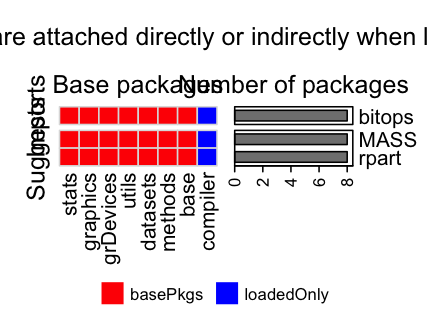 are attached directly or indirectly when l
Base packages
Number of packages
Imports
Suggests
bitops
MASS
rpart
stats
graphics
grDevices
utils
datasets
methods
base
compiler
0 2 4 6 8
basePkgs
loadedOnly